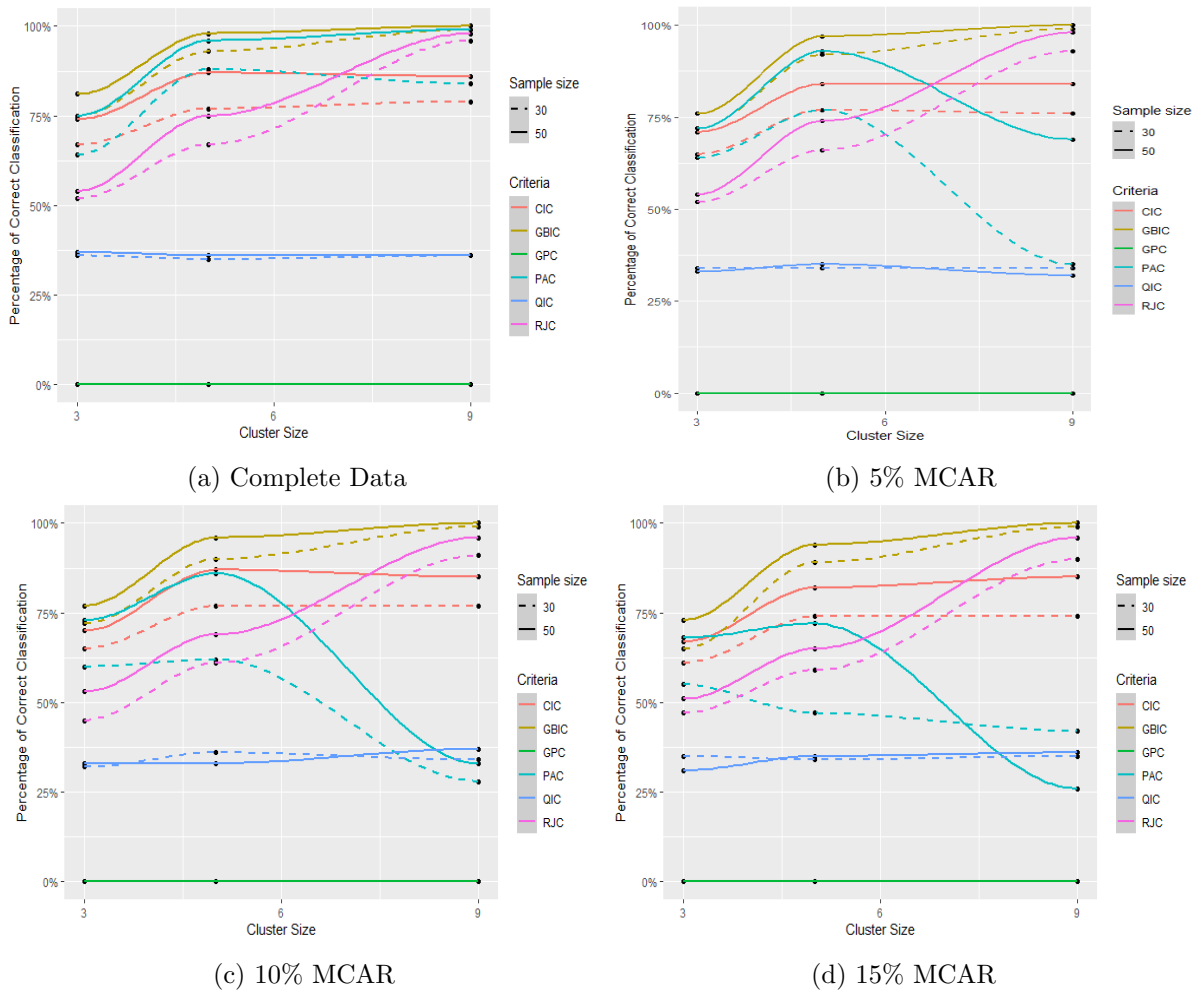 100%
75%
50%
25%
0%
Percentage of Correct Classification
3
6
9
Cluster Size
Sample size
30
50
Criteria
CIC
GBIC
GPC
PAC
QIC
RJC
(a) Complete Data
100%
75%
50%
25%
0%
Percentage of Correct Classification
3
6
9
Cluster Size
Sample size
30
50
Criteria
CIC
GBIC
GPC
PAC
QIC
RJC
(b) 5% MCAR
100%
75%
50%
25%
0%
Percentage of Correct Classification
3
6
9
Cluster Size
Sample size
30
50
Criteria
CIC
GBIC
GPC
PAC
QIC
RJC
(c) 10% MCAR
100%
75%
50%
25%
0%
Percentage of Correct Classification
3
6
9
Cluster Size
Sample size
30
50
Criteria
CIC
GBIC
GPC
PAC
QIC
RJC
(d) 15% MCAR